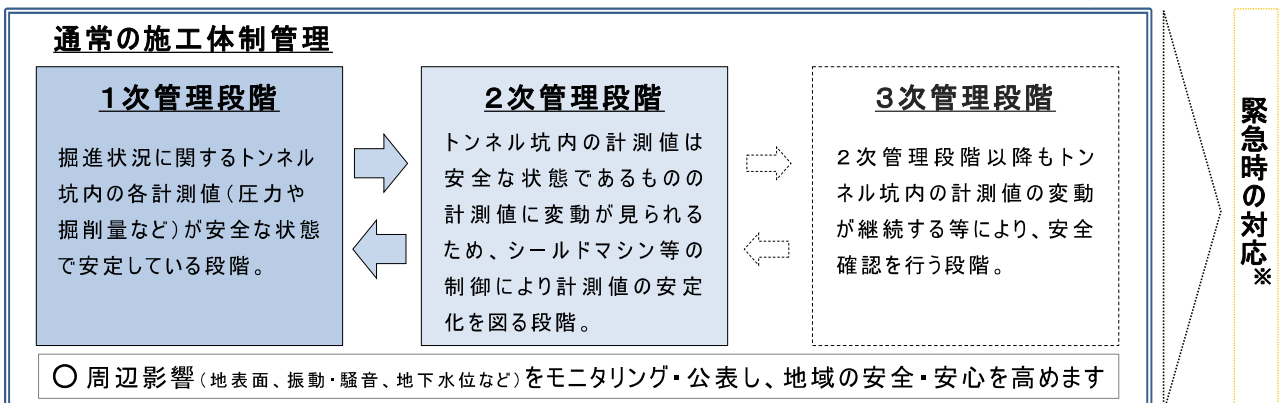 通常の施工体制管理
1次管理段階
掘進状況に関するトンネル
坑内の各計測値(圧力や
掘削量など)が安全な状態
で安定している段階。
2次管理段階
トンネル坑内の計測値は
安全な状態であるものの
計測値に変動が見られる
ため、シールドマシン等の
制御により計測値の安定
化を図る段階。
3次管理段階
2次管理段階以降もトン
ネル坑内の計測値の変動
が継続する等により、安全
確認を行う段階。
○周辺影響(地表面、振動・騒音、地下水位など)をモニタリング・公表し、地域の安全・安心を高めます
緊急時の対応※